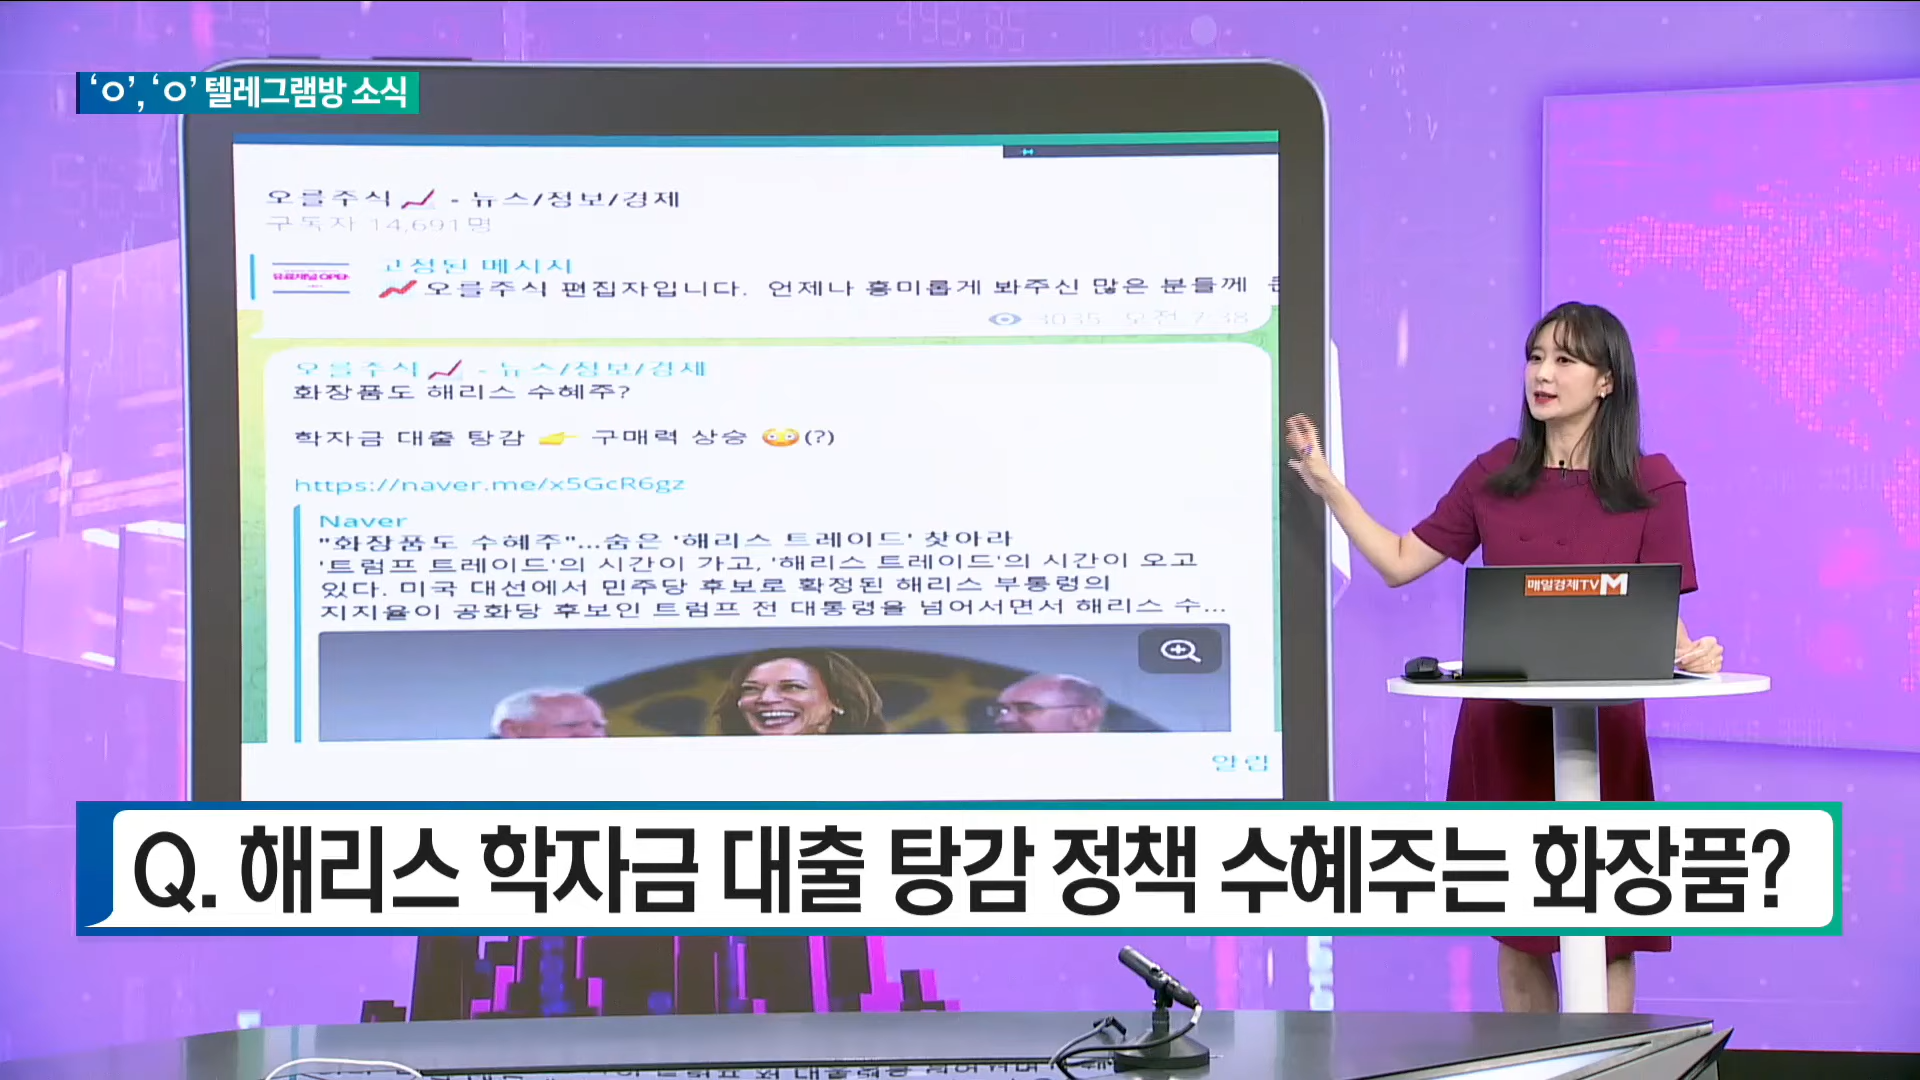 ‘ㅇ’, ‘ㅇ’ 텔레그램방 소식
오를주식 📈 - 뉴스/정보/경제
구독자 14,691명
고정된 메시지
유료채널 OPEN
📈 오를주식 편집자입니다. 언제나 흥미롭게 봐주신 많은 분들께
3035 오전 7:38
오를주식 📈 - 뉴스/정보/경제
화장품도 해리스 수혜주?
학자금 대출 탕감 👉 구매력 상승 😳(?)
https://naver.me/x5GcR6gz
Naver
"화장품도 수혜주"...숨은 '해리스 트레이드' 찾아라
'트럼프 트레이드'의 시간이 가고, '해리스 트레이드'의 시간이 오고
있다. 미국 대선에서 민주당 후보로 확정된 해리스 부통령의
지지율이 공화당 후보인 트럼프 전 대통령을 넘어서면서 해리스 수...
알림
매일경제TV M
Q. 해리스 학자금 대출 탕감 정책 수혜주는 화장품?